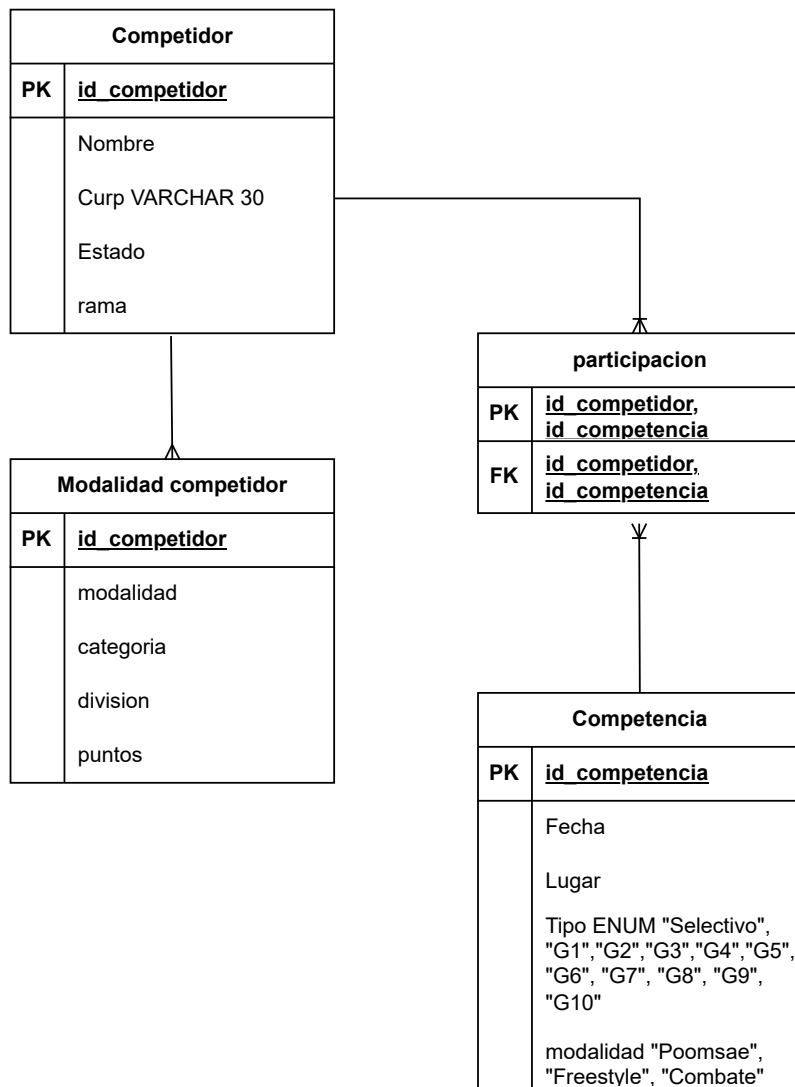 Competidor
PK id_competidor
Nombre
Curp VARCHAR 30
Estado
rama
Modalidad competidor
PK id_competidor
modalidad
categoria
division
puntos
participacion
PK id_competidor,
id_competencia
FK id_competidor,
id_competencia
Competencia
PK id_competencia
Fecha
Lugar
Tipo ENUM "Selectivo",
"G1","G2","G3","G4","G5",
"G6", "G7", "G8", "G9",
"G10"
modalidad "Poomsae",
"Freestyle", "Combate"